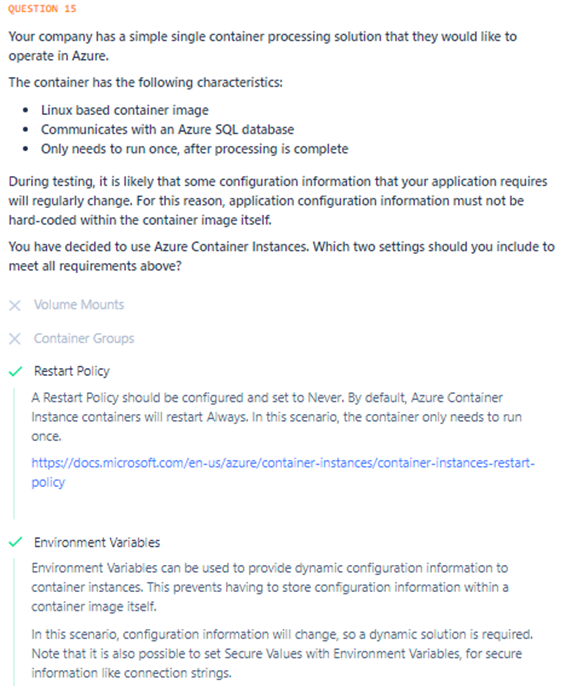 QUESTION 15
Your company has a simple single container processing solution that they would like to
operate in Azure.
The container has the following characteristics:
• Linux based container image
• Communicates with an Azure SQL database
• Only needs to run once, after processing is complete
During testing, it is likely that some configuration information that your application requires
will regularly change. For this reason, application configuration information must not be
hard-coded within the container image itself.
You have decided to use Azure Container Instances. Which two settings should you include to
meet all requirements above?
Volume Mounts
Container Groups
Restart Policy
A Restart Policy should be configured and set to Never. By default, Azure Container
Instance containers will restart Always. In this scenario, the container only needs to run
once.
https://docs.microsoft.com/en-us/azure/container-instances/container-instances-restart-
policy
Environment Variables
Environment Variables can be used to provide dynamic configuration information to
container instances. This prevents having to store configuration information within a
container image itself.
In this scenario, configuration information will change, so a dynamic solution is required.
Note that it is also possible to set Secure Values with Environment Variables, for secure
information like connection strings.